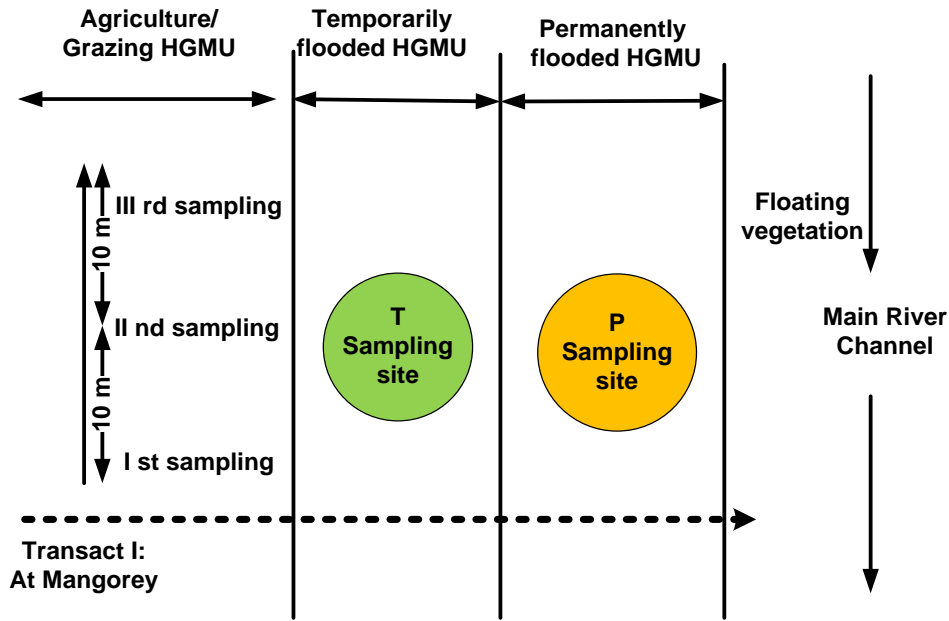 Agriculture/
Grazing HGMU
Temporarily
flooded HGMU
Permanently
flooded HGMU
III rd sampling
10 m
II nd sampling
10 m
I st sampling
T
Sampling
site
P
Sampling
site
Floating
vegetation
Main River
Channel
Transact I:
At Mangorey